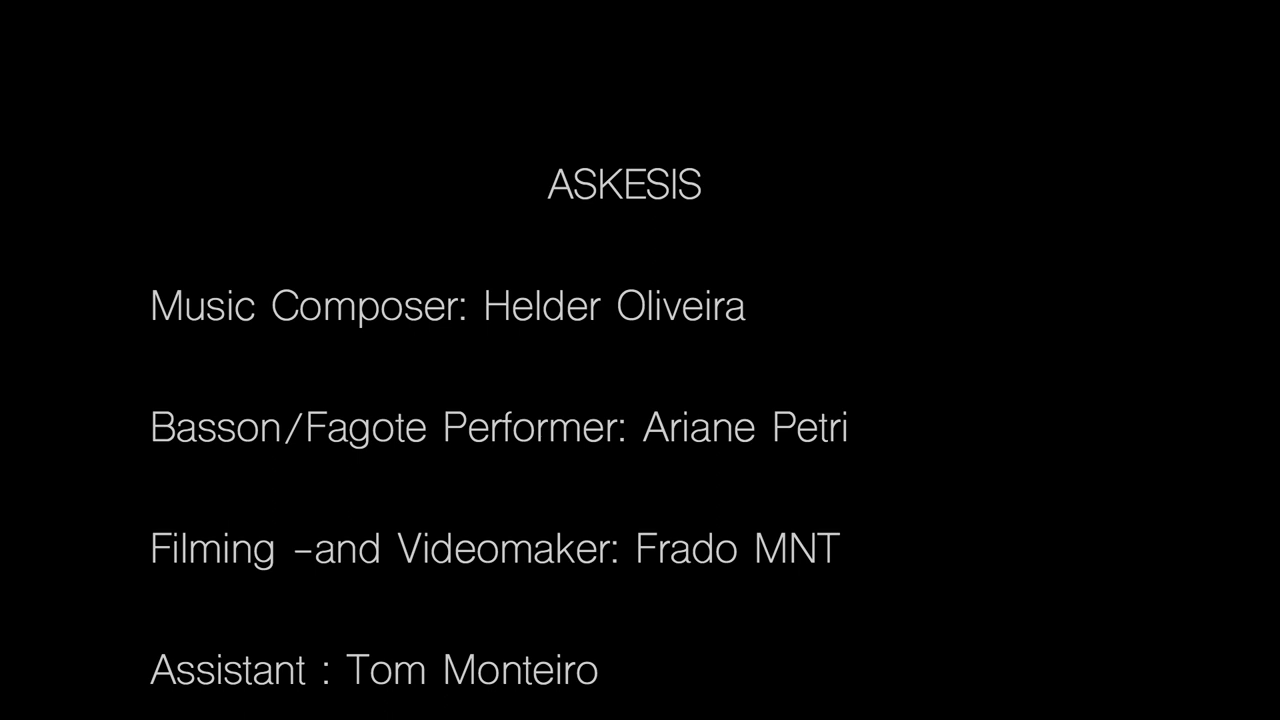 ASKESIS
Music Composer: Helder Oliveira
Basson/Fagote Performer: Ariane Petri
Filming -and Videomaker: Frado MNT
Assistant : Tom Monteiro